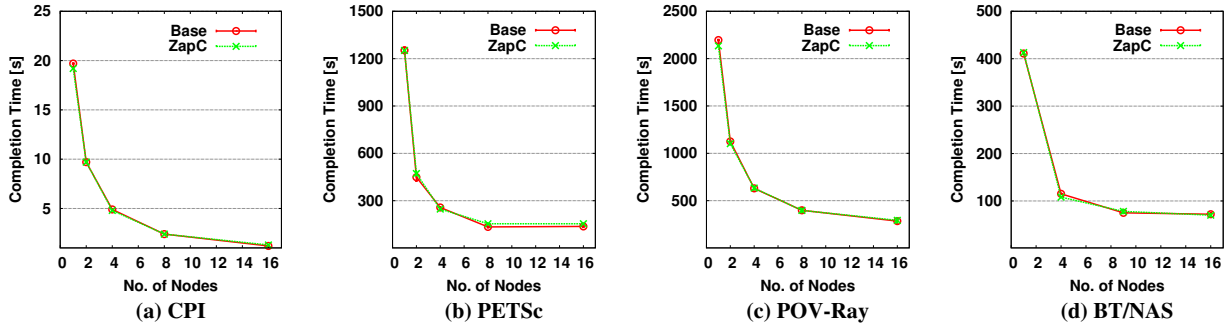 Base
ZapC
Completion Time [s]
25
20
15
10
5
0 2 4 6 8 10 12 14 16
No. of Nodes
(a) CPI
Base
ZapC
Completion Time [s]
1500
1200
900
600
300
0 2 4 6 8 10 12 14 16
No. of Nodes
(b) PETSc
Base
ZapC
Completion Time [s]
2500
2000
1500
1000
500
0 2 4 6 8 10 12 14 16
No. of Nodes
(c) POV-Ray
Base
ZapC
Completion Time [s]
500
400
300
200
100
0 2 4 6 8 10 12 14 16
No. of Nodes
(d) BT/NAS